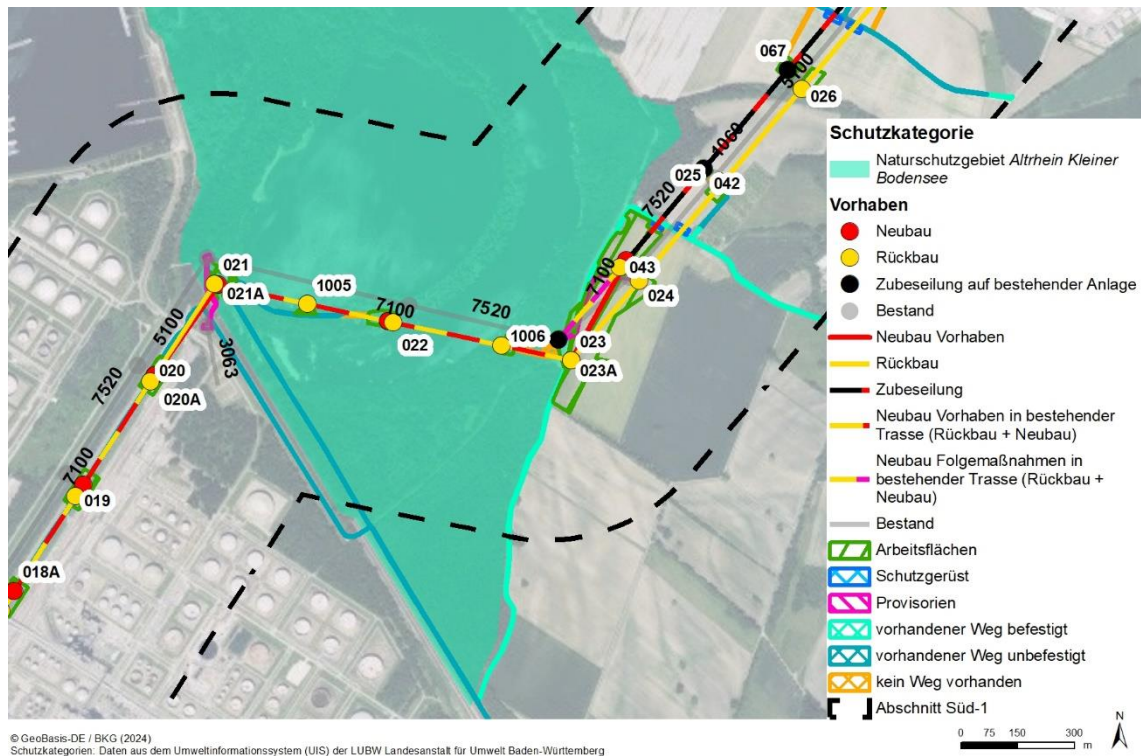 067
5100
026
1060
025
042
7520
7100
043
024
021
021A
1005
7100
7520
022
1006
023
023A
5100
3063
020
020A
7520
7100
019
018A
Schutzkategorie
Naturschutzgebiet Altrhein Kleiner
Bodensee
Vorhaben
Neubau
Rückbau
Zubeseilung auf bestehender Anlage
Bestand
Neubau Vorhaben
Rückbau
Zubeseilung
Neubau Vorhaben in bestehender
Trasse (Rückbau + Neubau)
Neubau Folgemaßnahmen in
bestehender Trasse (Rückbau +
Neubau)
Bestand
Arbeitsflächen
Schutzgerüst
Provisorien
vorhandener Weg befestigt
vorhandener Weg unbefestigt
kein Weg vorhanden
Abschnitt Süd-1
N
0 75 150 300
m
© GeoBasis-DE / BKG (2024)
Schutzkategorien: Daten aus dem Umweltinformationssystem (UIS) der LUBW Landesanstalt für Umwelt Baden-Württemberg